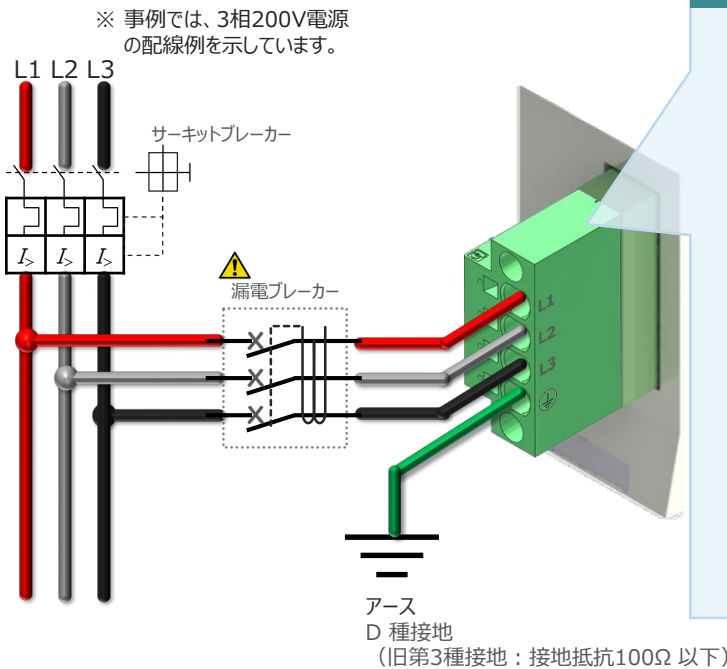 ※ 事例では、3相200V電源
の配線例を示しています。
L1 L2 L3
サーキットブレーカー
I> I> I>
漏電ブレーカー
L1
L2
L3
アース
D 種接地
（旧第3種接地：接地抵抗100Ω 以下）